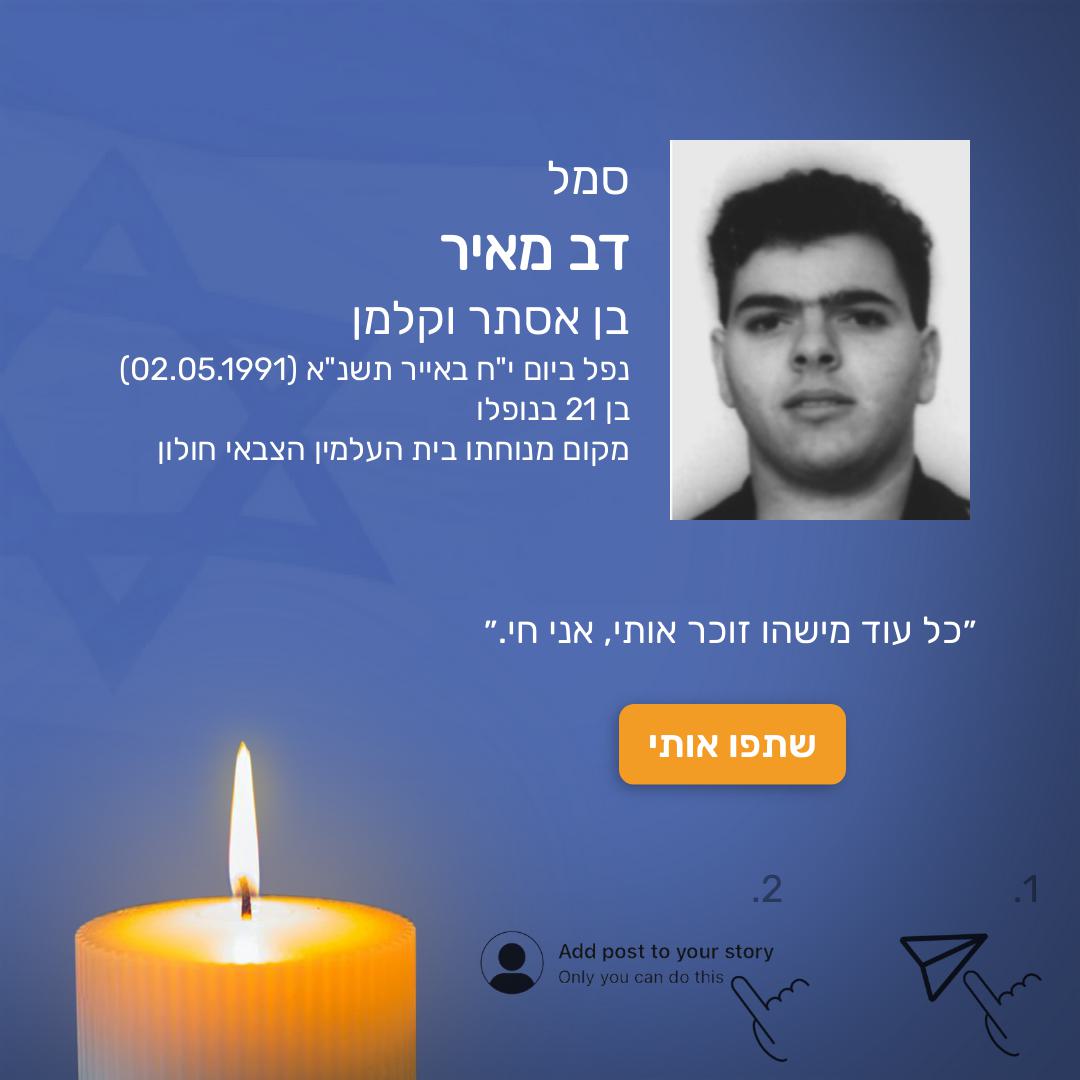 סמל
דב מאיר
בן אסתר וקלמן
נפל ביום י"ח באייר תשנ"א (02.05.1991)
בן 21 בנופלו
מקום מנוחתו בית העלמין הצבאי חולון
״כל עוד מישהו זוכר אותי, אני חי.״
שתפו אותי
1.
2.
Add post to your story
Only you can do this